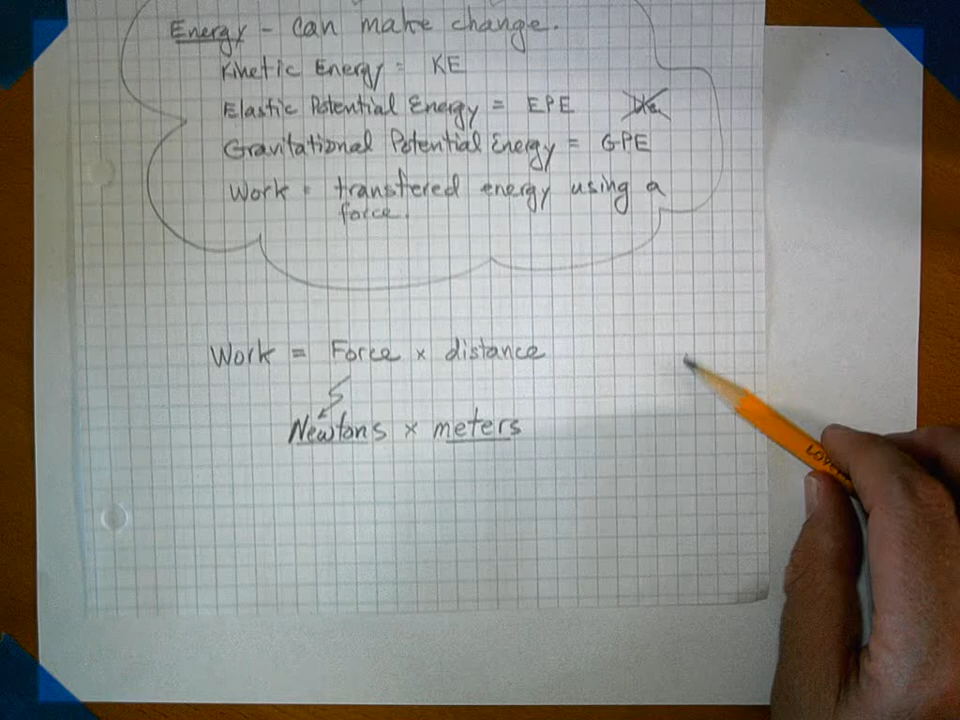 Energy - can make change.
Kinetic Energy = KE
Elastic Potential Energy = EPE
Gravitational Potential Energy = GPE
Work = transfered energy using a
force.
Work = Force × distance
Newtons × meters